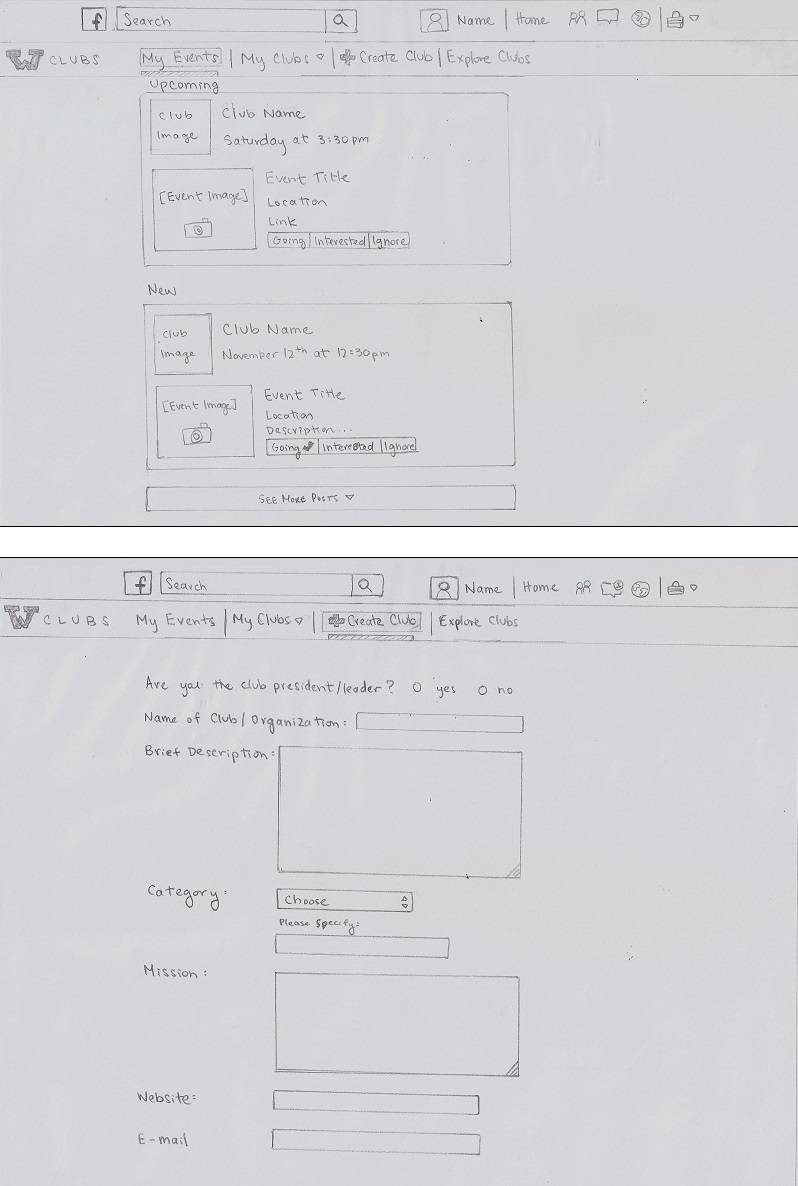 f Search Name | Home
W CLUBS My Events | My Clubs | Create Club | Explore Clubs
Upcoming
Club Image
Club Name
Saturday at 3:30pm
[Event Image]
Event Title
Location
Link
Going Interested Ignore
New
Club Image
Club Name
November 12th at 12:30pm
[Event Image]
Event Title
Location
Description...
Going Interested Ignore
See More Posts
f Search Name | Home
W CLUBS My Events | My Clubs | Create Club | Explore Clubs
Are you the club president/leader? yes no
Name of Club/Organization:
Brief Description:
Category: Choose
Please Specify:
Mission:
Website:
E-mail